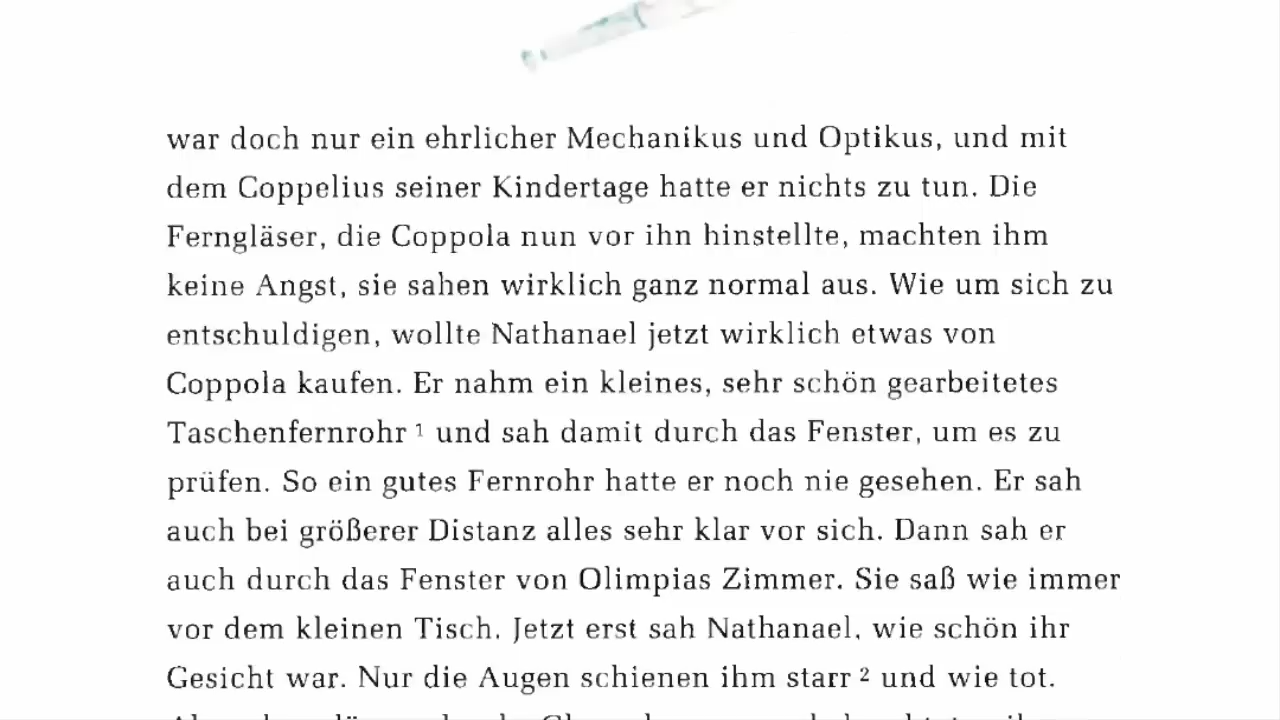 war doch nur ein ehrlicher Mechanikus und Optikus, und mit
dem Coppelius seiner Kindertage hatte er nichts zu tun. Die
Ferngläser, die Coppola nun vor ihn hinstellte, machten ihm
keine Angst, sie sahen wirklich ganz normal aus. Wie um sich zu
entschuldigen, wollte Nathanael jetzt wirklich etwas von
Coppola kaufen. Er nahm ein kleines, sehr schön gearbeitetes
Taschenfernrohr ¹ und sah damit durch das Fenster, um es zu
prüfen. So ein gutes Fernrohr hatte er noch nie gesehen. Er sah
auch bei größerer Distanz alles sehr klar vor sich. Dann sah er
auch durch das Fenster von Olimpias Zimmer. Sie saß wie immer
vor dem kleinen Tisch. Jetzt erst sah Nathanael, wie schön ihr
Gesicht war. Nur die Augen schienen ihm starr ² und wie tot.